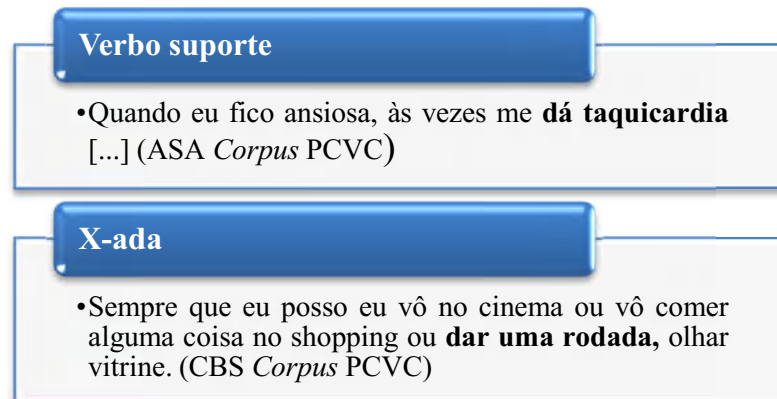 Verbo suporte
•Quando eu fico ansiosa, às vezes me dá taquicardia
[...] (ASA Corpus PCVC)
X-ada
•Sempre que eu posso eu vô no cinema ou vô comer
alguma coisa no shopping ou dar uma rodada, olhar
vitrine. (CBS Corpus PCVC)